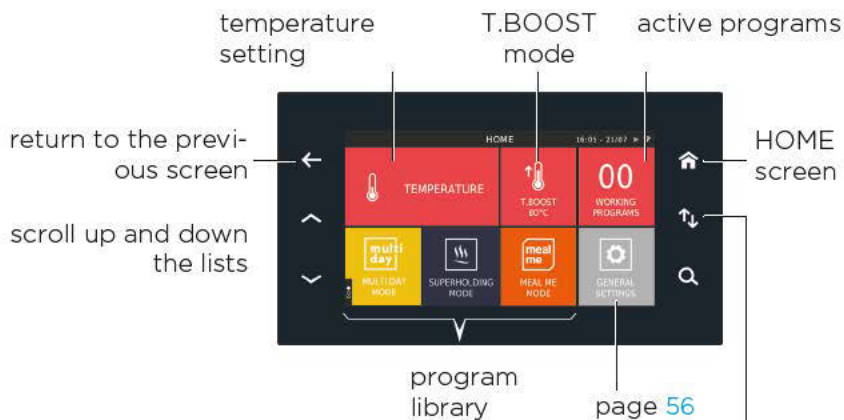 temperature
setting
T.BOOST
mode
active programs
return to the previ-
ous screen
scroll up and down
the lists
HOME
16:05 - 21/07
TEMPERATURE
T.BOOST
80°C
00
WORKING
PROGRAMS
multi
day
MULTI DAY
MODE
SUPERHOLDING
MODE
meal
me
MEAL ME
MODE
GENERAL
SETTINGS
HOME
screen
program
library
page 56